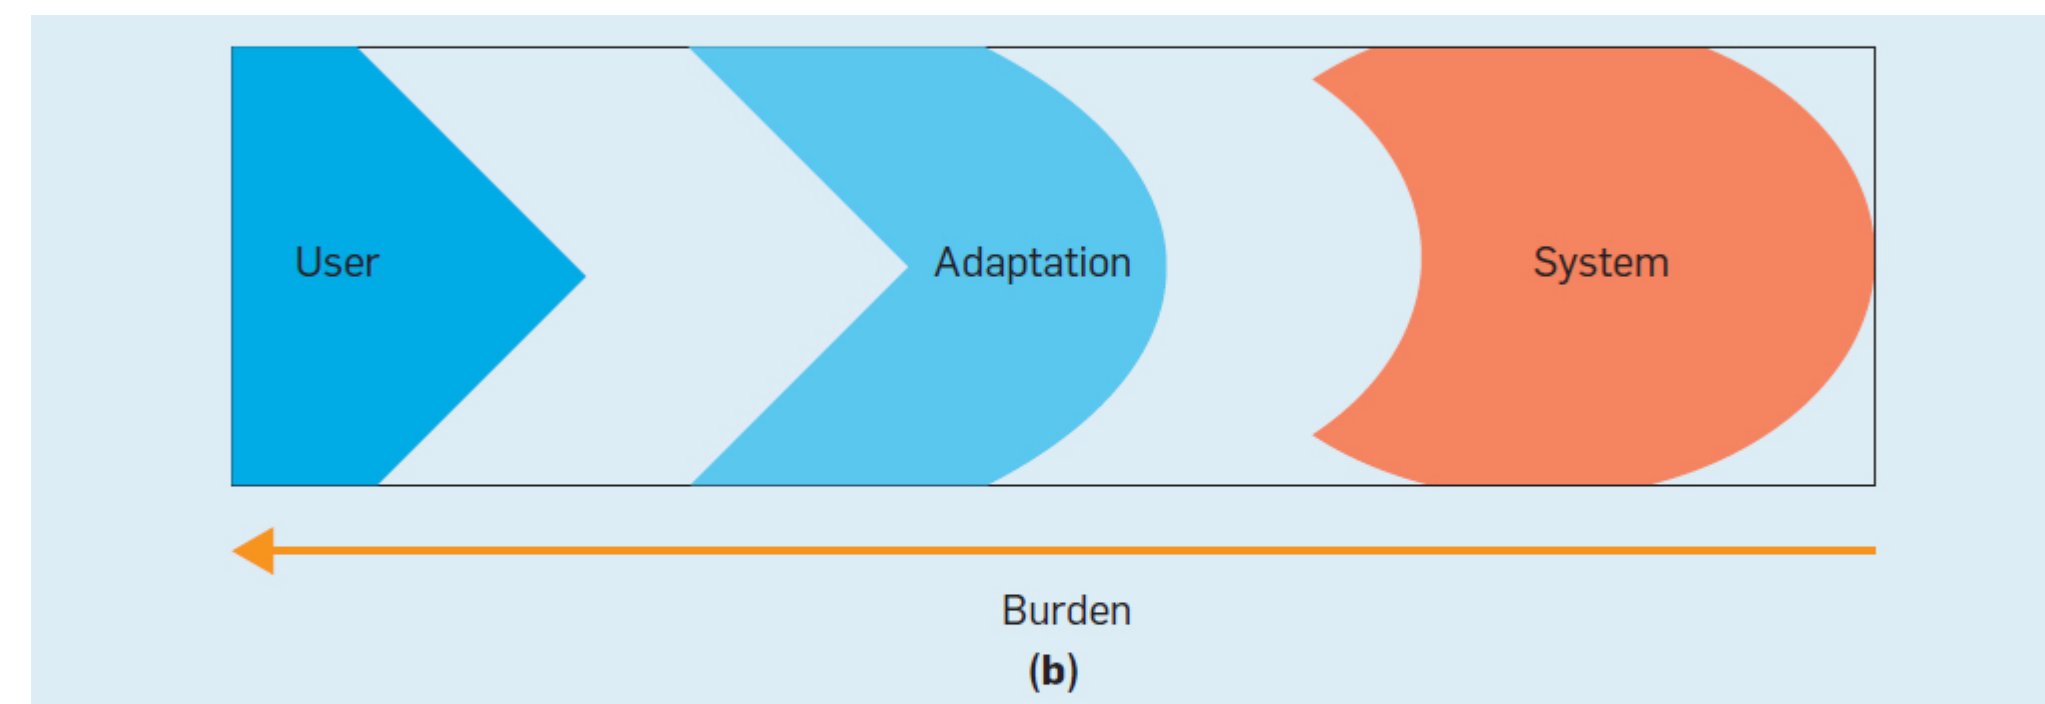 User
Adaptation
System
Burden
(b)